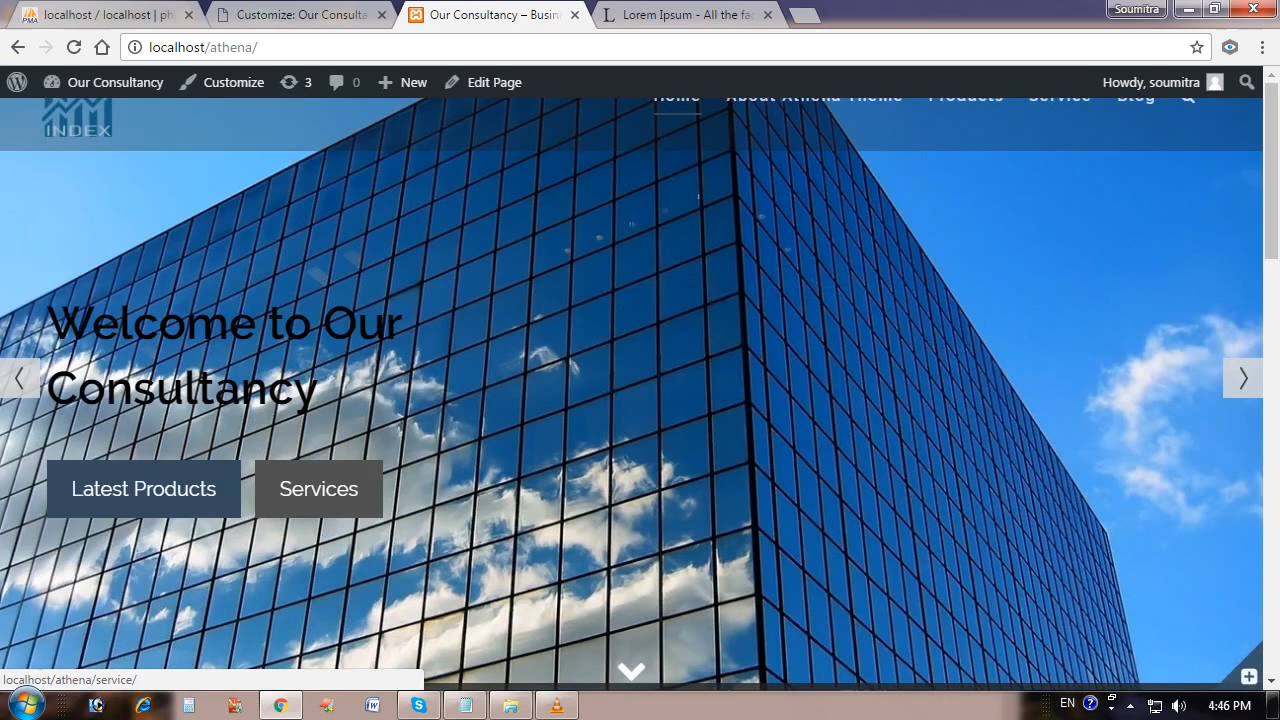 Soumitra
PMA localhost / localhost | ph
Customize: Our Consulta
Our Consultancy – Busin
L Lorem Ipsum - All the fac
localhost/athena/
Our Consultancy
Customize
3
0
New
Edit Page
Howdy, soumitra
INDEX
Home
About Athena Theme
Products
Service
Blog
Welcome to Our
Consultancy
Latest Products
Services
localhost/athena/service/
EN
4:46 PM